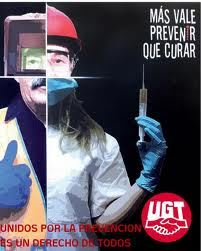 MÁS VALE
PREVENIR
QUE CURAR
UGT
UNIDOS POR LA PREVENCION
ES UN DERECHO DE TODOS